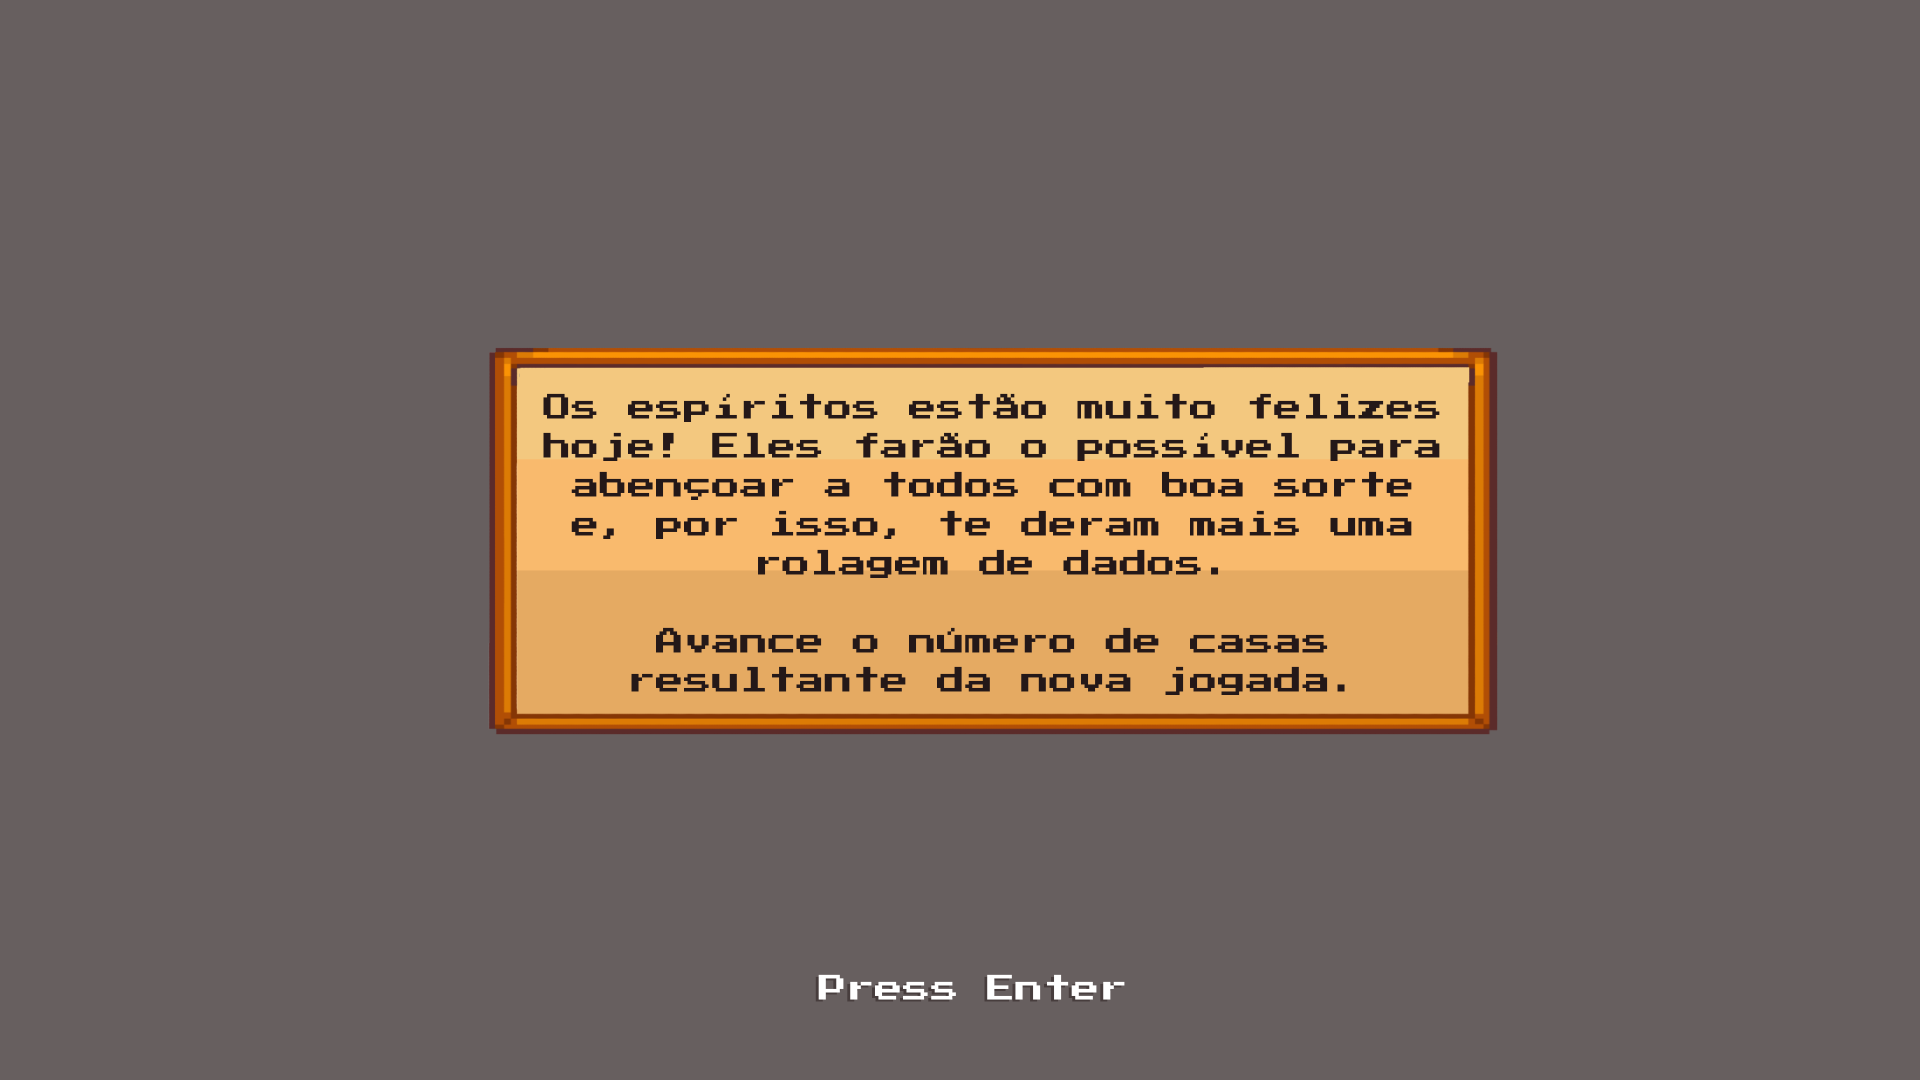 Os espíritos estão muito felizes
hoje! Eles farão o possível para
abençoar a todos com boa sorte
e, por isso, te deram mais uma
rolagem de dados.
Avance o número de casas
resultante da nova jogada.
Press Enter